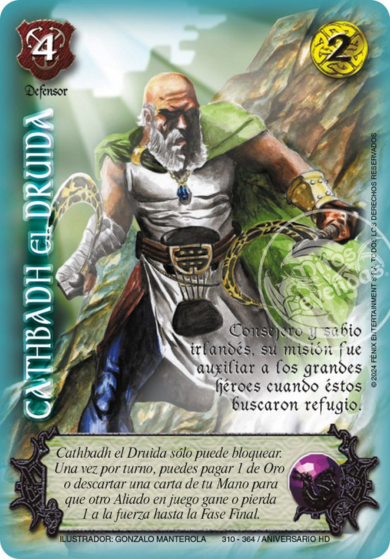 4
2
Defensor
CATHBADH El DRUIDA
Consejero y sabio
irlandés, su misión fue
auxiliar a los grandes
héroes cuando éstos
buscaron refugio.
Cathbadh el Druida sólo puede bloquear.
Una vez por turno, puedes pagar 1 de Oro
o descartar una carta de tu Mano para
que otro Aliado en juego gane o pierda
1 a la fuerza hasta la Fase Final.
ILUSTRADOR: GONZALO MANTEROLA 310 - 364 / ANIVERSARIO HD
© 2024 FÉNIX ENTERTAINMENT
DERECHOS RESERVADOS